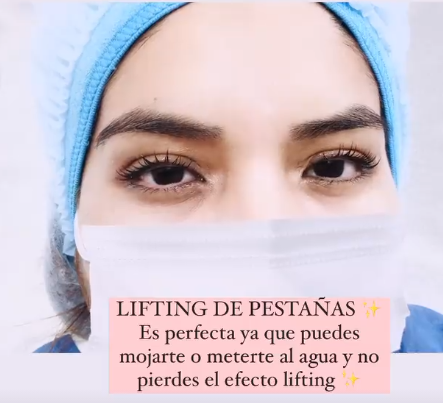 LIFTING DE PESTAÑAS ✨
Es perfecta ya que puedes
mojarte o meterte al agua y no
pierdes el efecto lifting ✨